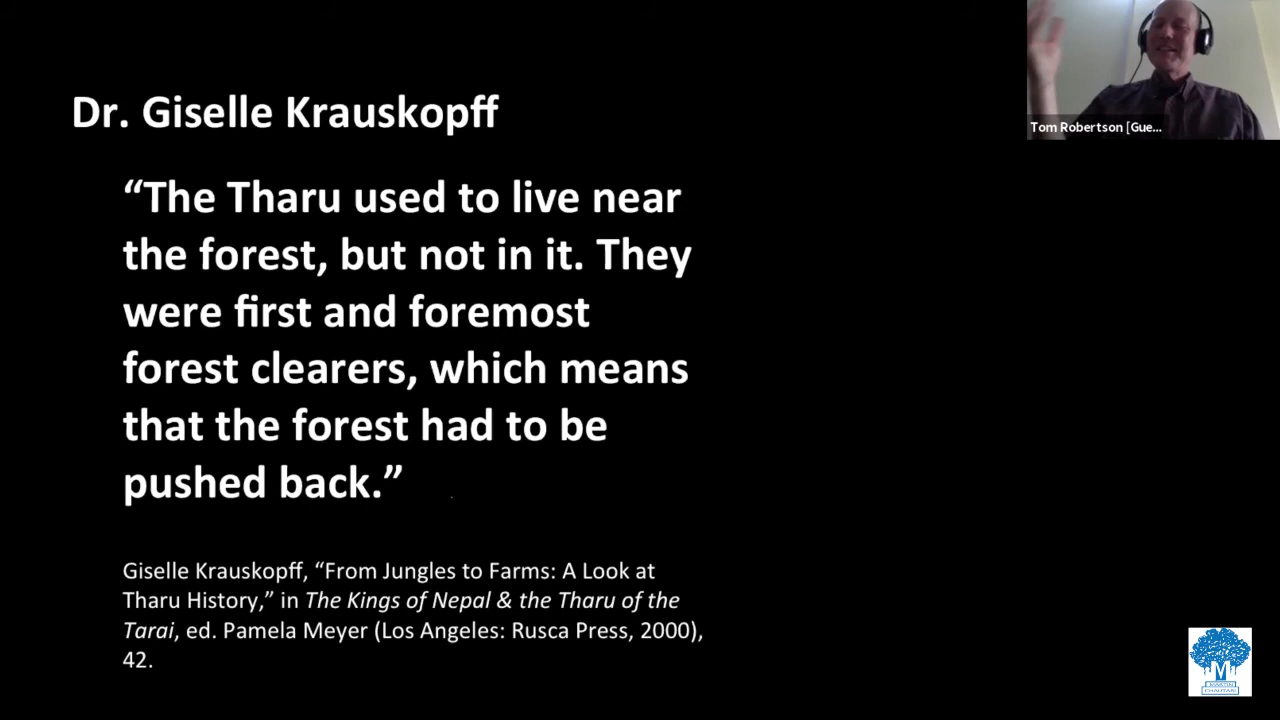 Dr. Giselle Krauskopff
“The Tharu used to live near
the forest, but not in it. They
were first and foremost
forest clearers, which means
that the forest had to be
pushed back.”
Giselle Krauskopff, “From Jungles to Farms: A Look at
Tharu History,” in The Kings of Nepal & the Tharu of the
Tarai, ed. Pamela Meyer (Los Angeles: Rusca Press, 2000),
42.
Tom Robertson [Gue...
MARTIN
CHAUTARI